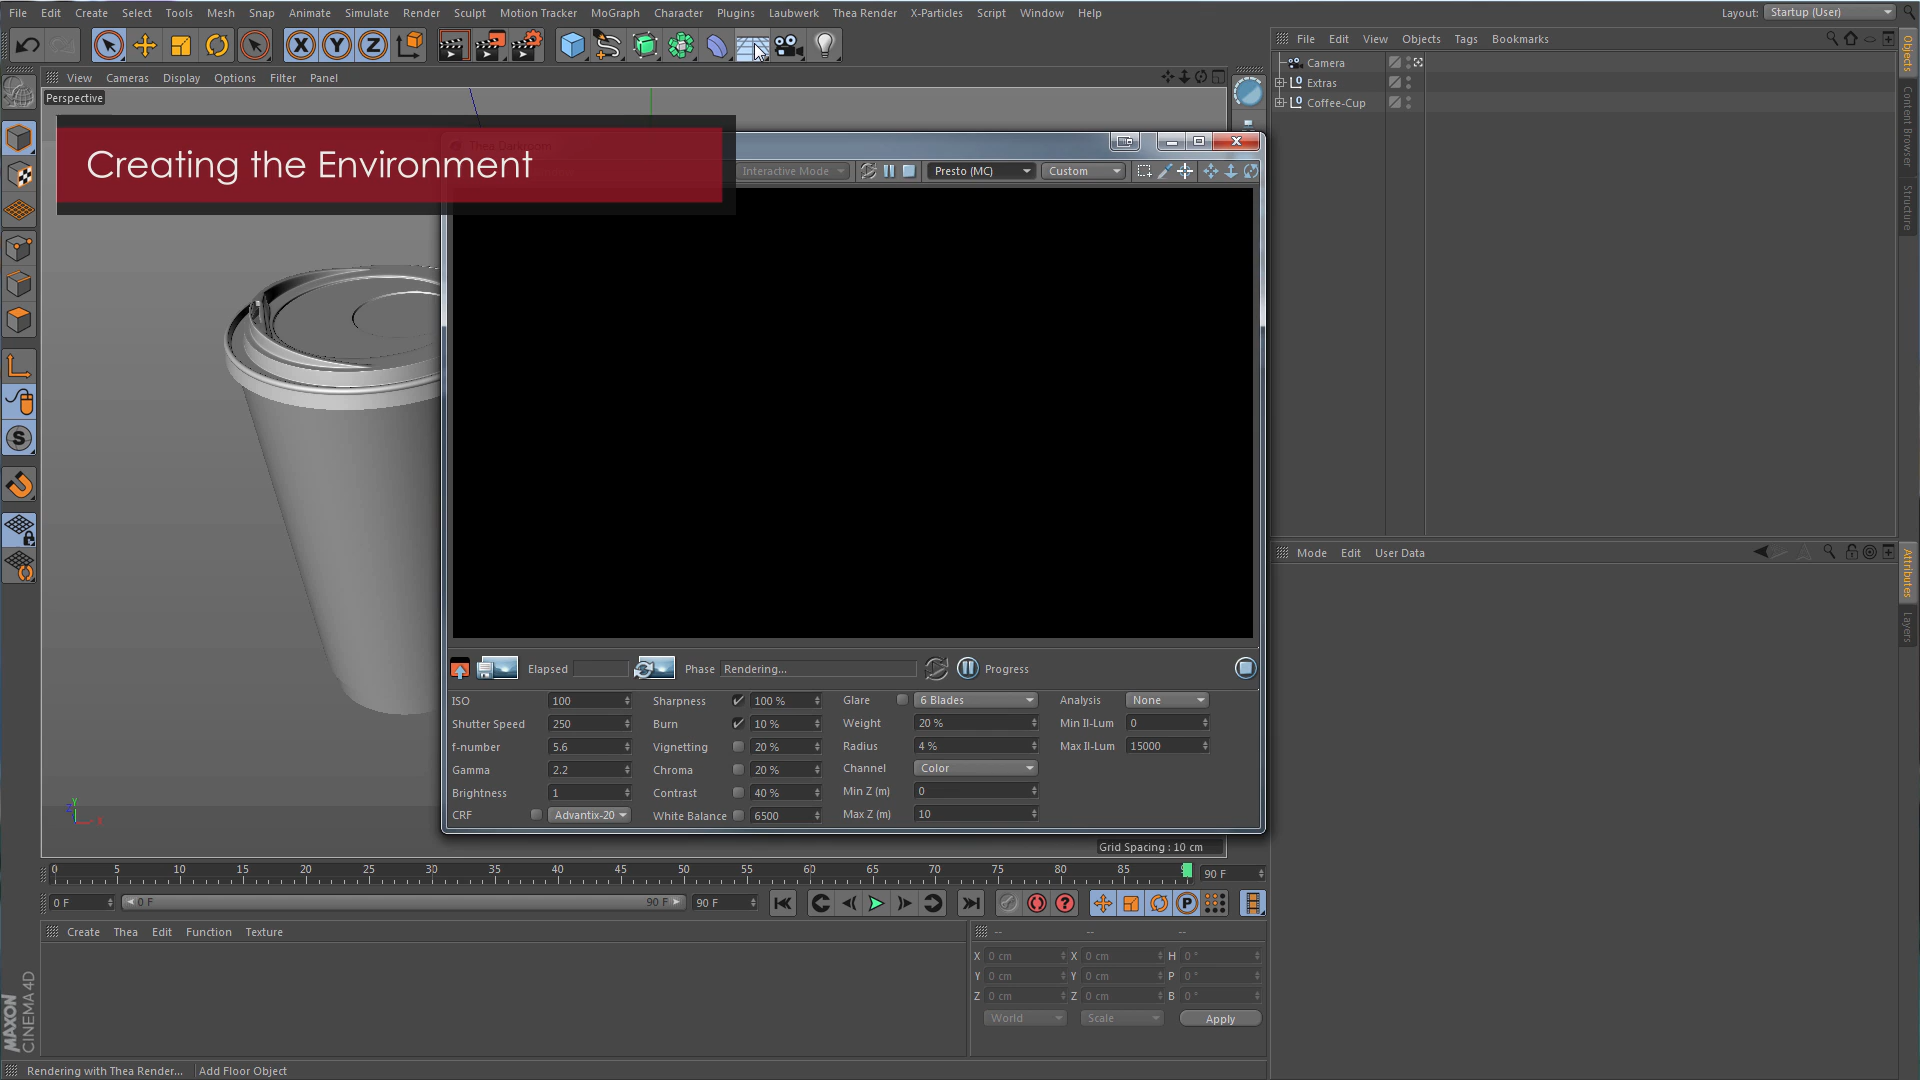 File Edit Create Select Tools Mesh Snap Animate Simulate Render Sculpt Motion Tracker MoGraph Character Plugins Laubwerk Thea Render X-Particles Script Window Help
Layout: Startup (User)
X Y Z
File Edit View Objects Tags Bookmarks
View Cameras Display Options Filter Panel
Perspective
Camera
Extras
Coffee-Cup
Objects
Content Browser
Structure
Creating the Environment
Interactive Mode Presto (MC) Custom
S
Elapsed Phase Rendering... Progress
ISO 100 Sharpness 100 % Glare 6 Blades Analysis None
Shutter Speed 250 Burn 10 % Weight 20 % Min Il-Lum 0
f-number 5.6 Vignetting 20 % Radius 4 % Max Il-Lum 15000
Gamma 2.2 Chroma 20 % Channel Color
Brightness 1 Contrast 40 % Min Z (m) 0
CRF Advantix-20 White Balance 6500 Max Z (m) 10
Mode Edit User Data
Attributes
Layers
Y
Z
X
Grid Spacing : 10 cm
0 5 10 15 20 25 30 35 40 45 50 55 60 65 70 75 80 85 90 F
0 F 0 F 90 F 90 F
P
Create Thea Edit Function Texture
-- -- --
X 0 cm X 0 cm H 0 °
Y 0 cm Y 0 cm P 0 °
Z 0 cm Z 0 cm B 0 °
World Scale Apply
MAXON
CINEMA 4D
Rendering with Thea Render... Add Floor Object